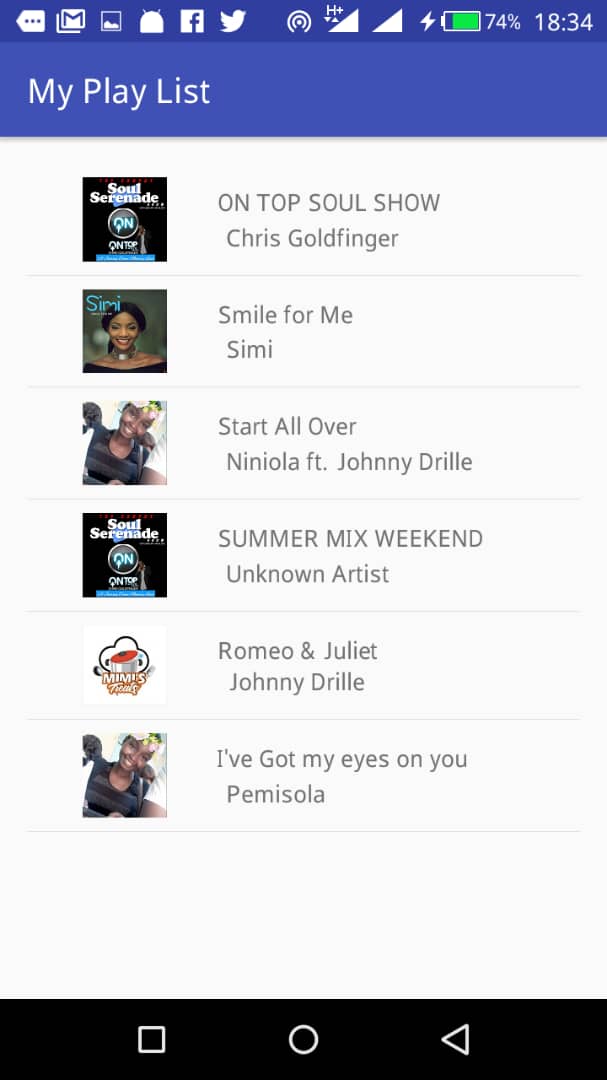 H+
74% 18:34
My Play List
Soul
Serenade
ON
ON TOP
ON TOP SOUL SHOW
Chris Goldfinger
Simi
Smile for Me
Simi
Start All Over
Niniola ft. Johnny Drille
Soul
Serenade
ON
ON TOP
SUMMER MIX WEEKEND
Unknown Artist
MIMI'S
Treats
Romeo & Juliet
Johnny Drille
I've Got my eyes on you
Pemisola